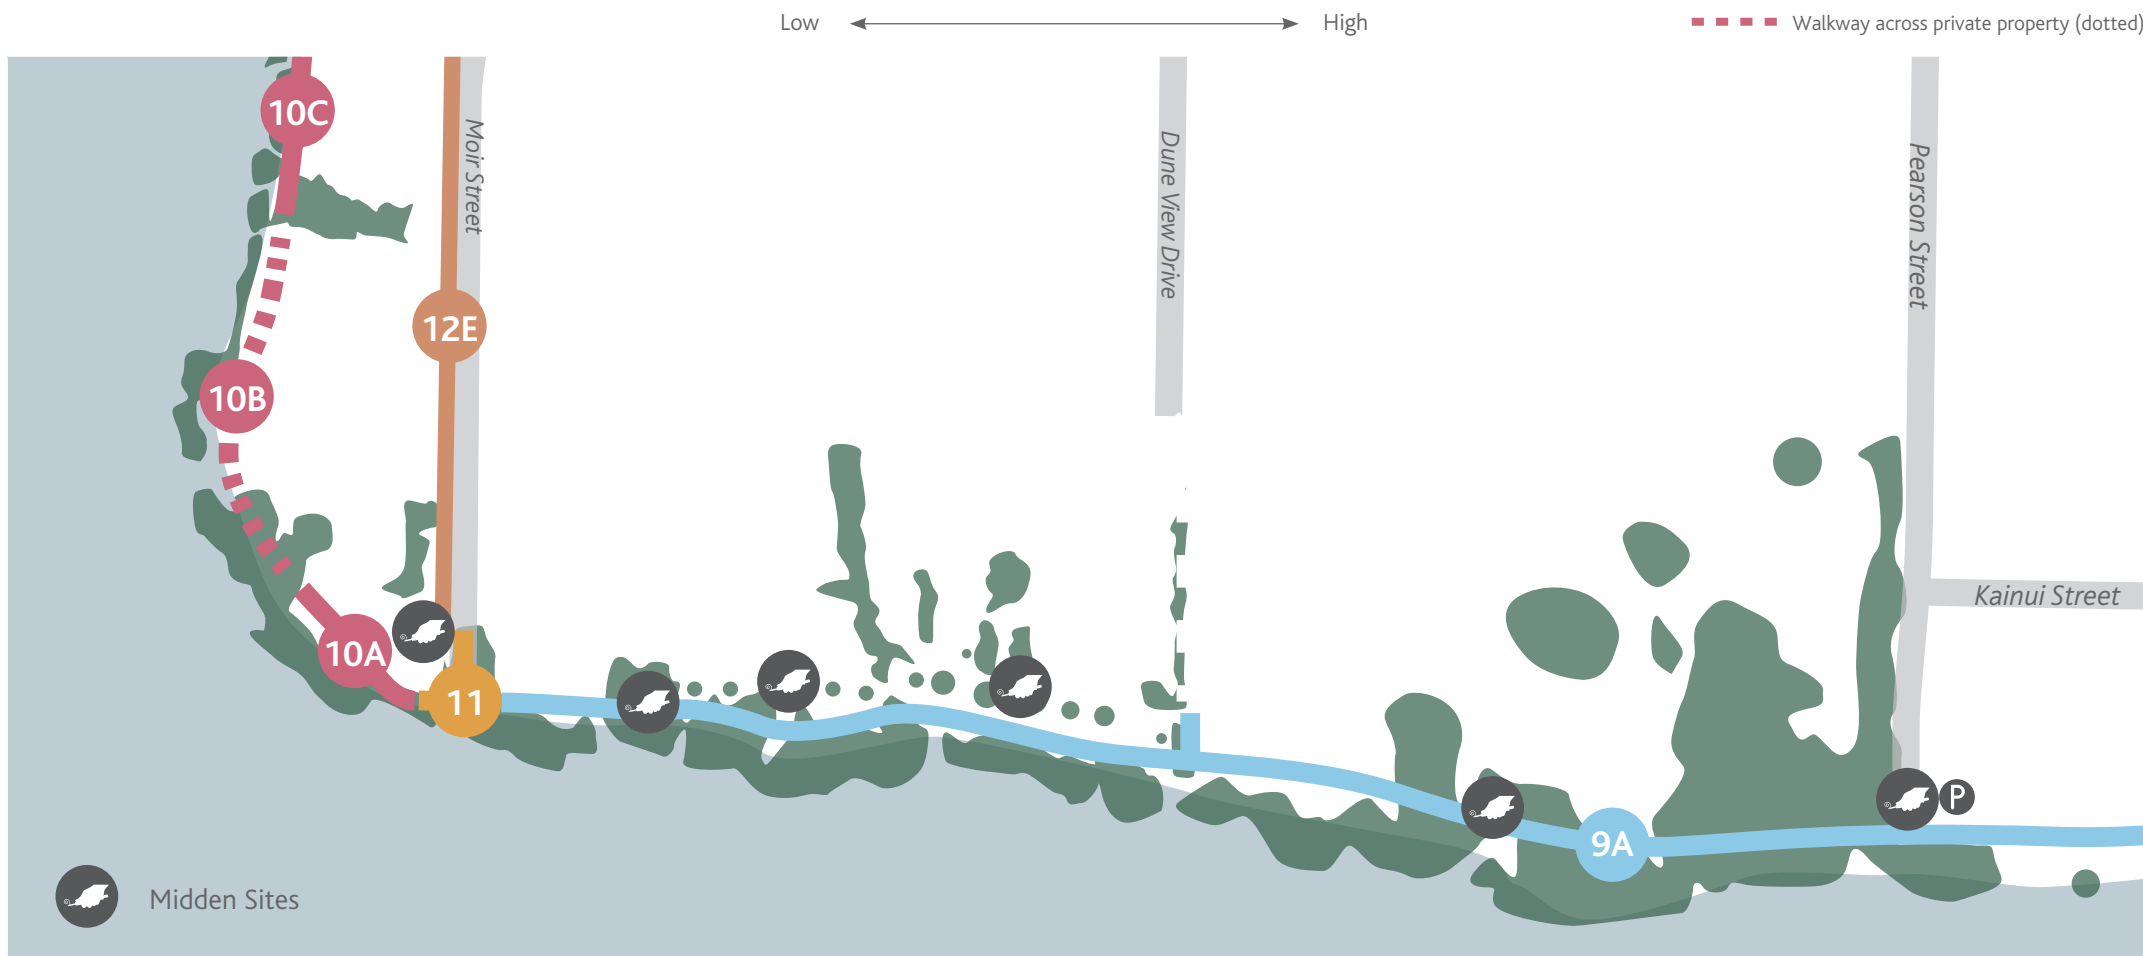 Low
High
Walkway across private property (dotted)
10C
Moir Street
Dune View Drive
Pearson Street
12E
10B
Kainui Street
10A
11
P
9A
Midden Sites